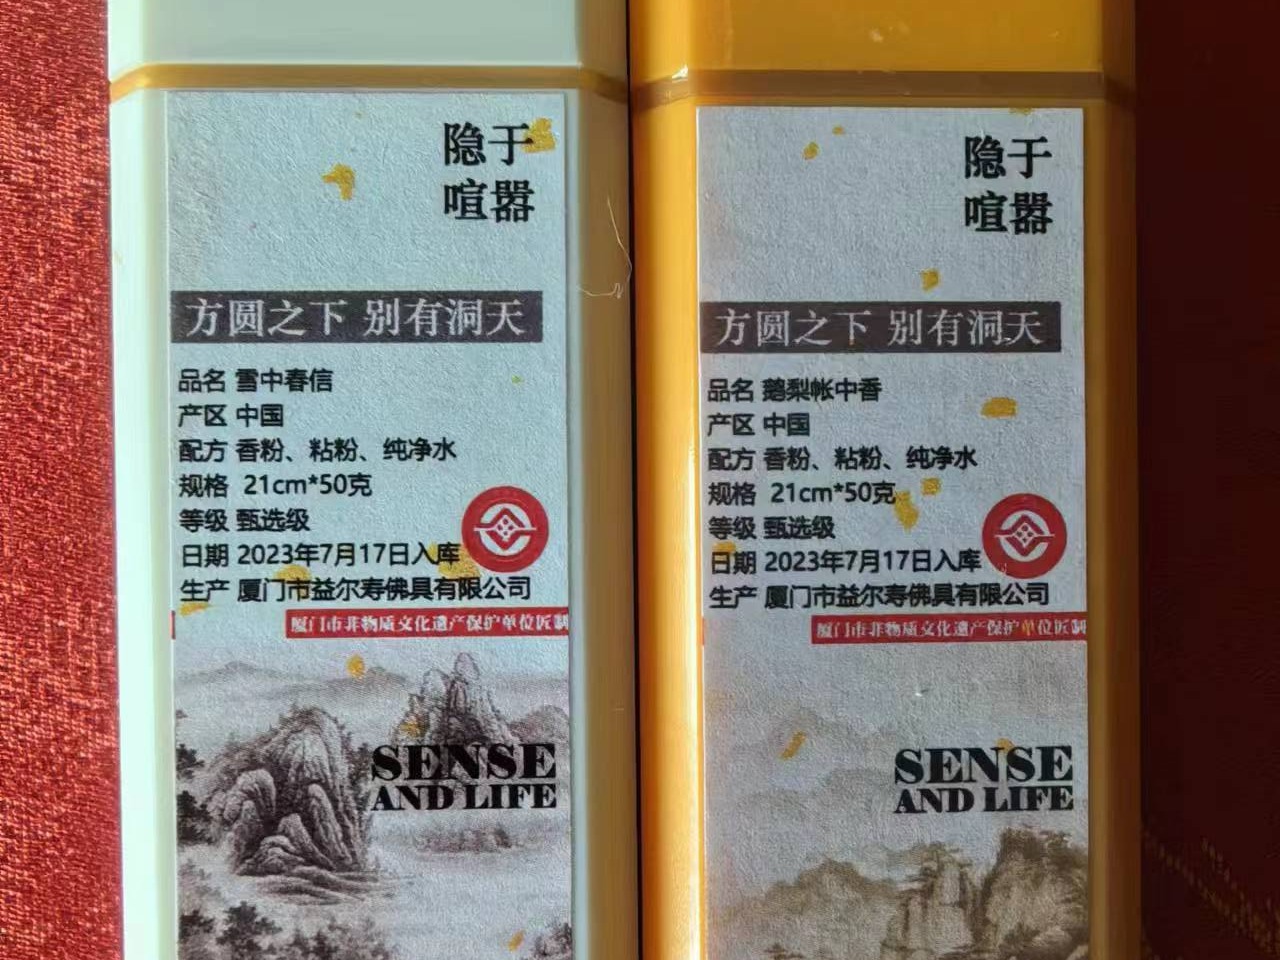 隐于
喧嚣
方圆之下 别有洞天
品名 雪中春信
产区 中国
配方 香粉、粘粉、纯净水
规格 21cm*50克
等级 甄选级
日期 2023年7月17日入库
生产 厦门市益尔寿佛具有限公司
厦门市非物质文化遗产保护单位匠制
SENSE
AND LIFE
隐于
喧嚣
方圆之下 别有洞天
品名 鹅梨帐中香
产区 中国
配方 香粉、粘粉、纯净水
规格 21cm*50克
等级 甄选级
日期 2023年7月17日入库
生产 厦门市益尔寿佛具有限公司
厦门市非物质文化遗产保护单位匠制
SENSE
AND LIFE